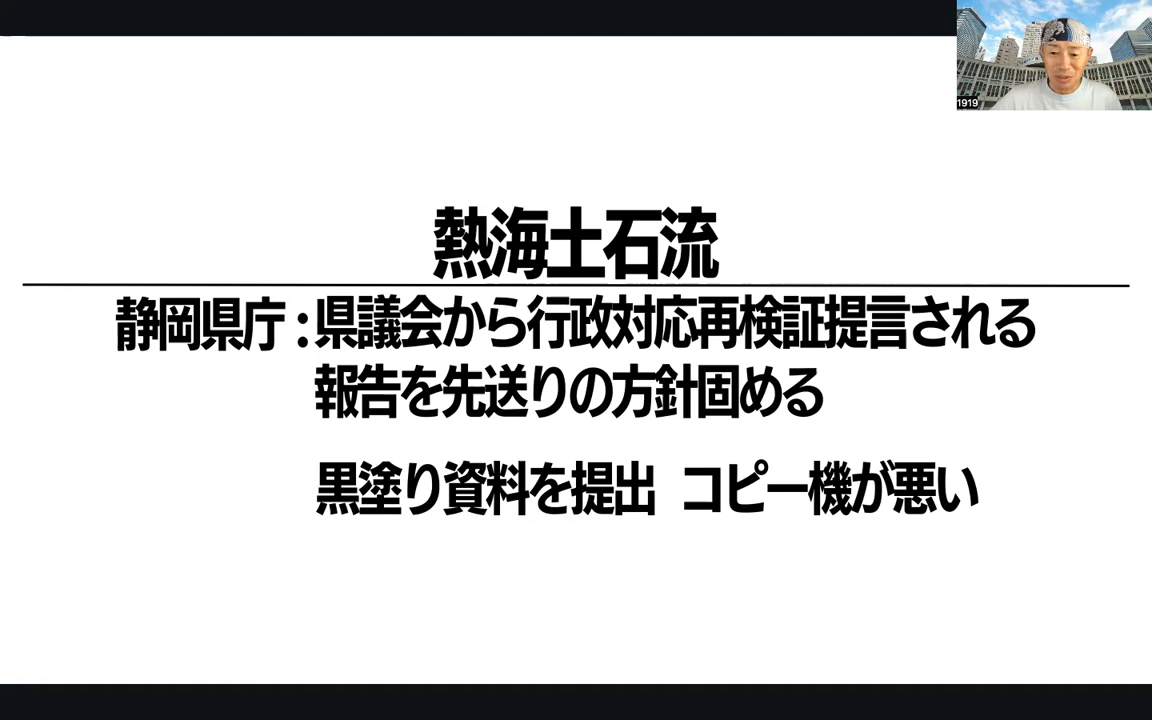 1919
熱海土石流
静岡県庁：県議会から行政対応再検証提言される
報告を先送りの方針固める
黒塗り資料を提出 コピー機が悪い